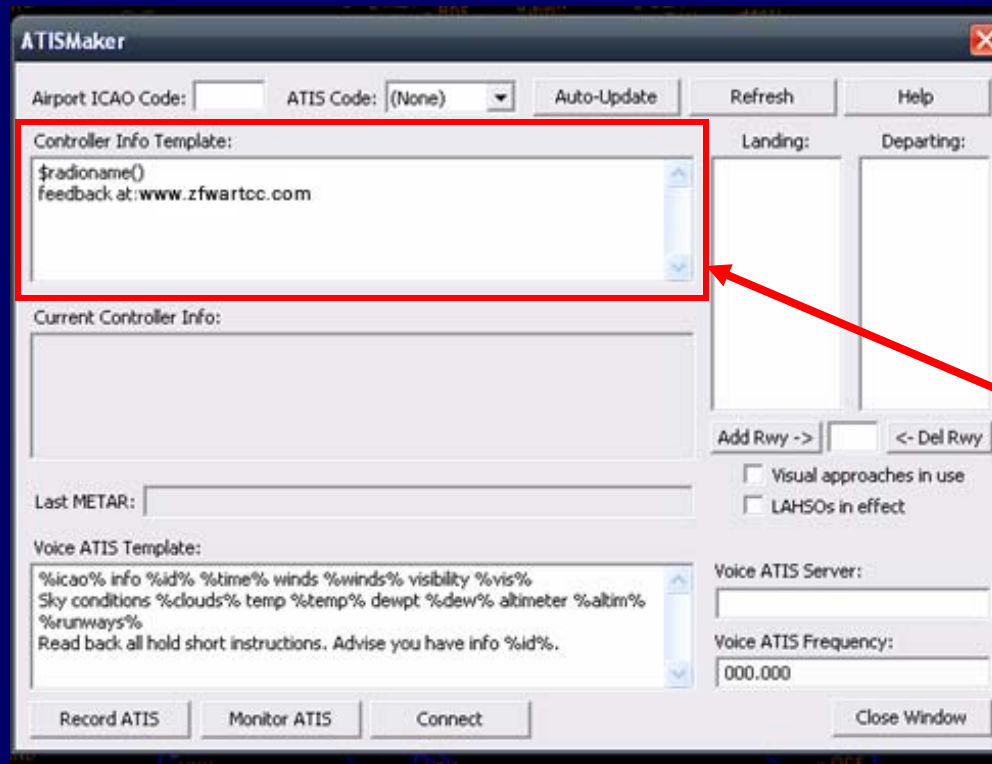 ATISMaker
Airport ICAO Code:
ATIS Code: (None)
Auto-Update
Refresh
Help
Controller Info Template:
$radioname()
feedback at:www.zfwartcc.com
Landing:
Departing:
Current Controller Info:
Add Rwy ->
<- Del Rwy
Visual approaches in use
LAHSOs in effect
Last METAR:
Voice ATIS Template:
%icao% info %id% %time% winds %winds% visibility %vis%
Sky conditions %clouds% temp %temp% dewpt %dew% altimeter %altim%
%runways%
Read back all hold short instructions. Advise you have info %id%.
Voice ATIS Server:
Voice ATIS Frequency:
000.000
Record ATIS
Monitor ATIS
Connect
Close Window